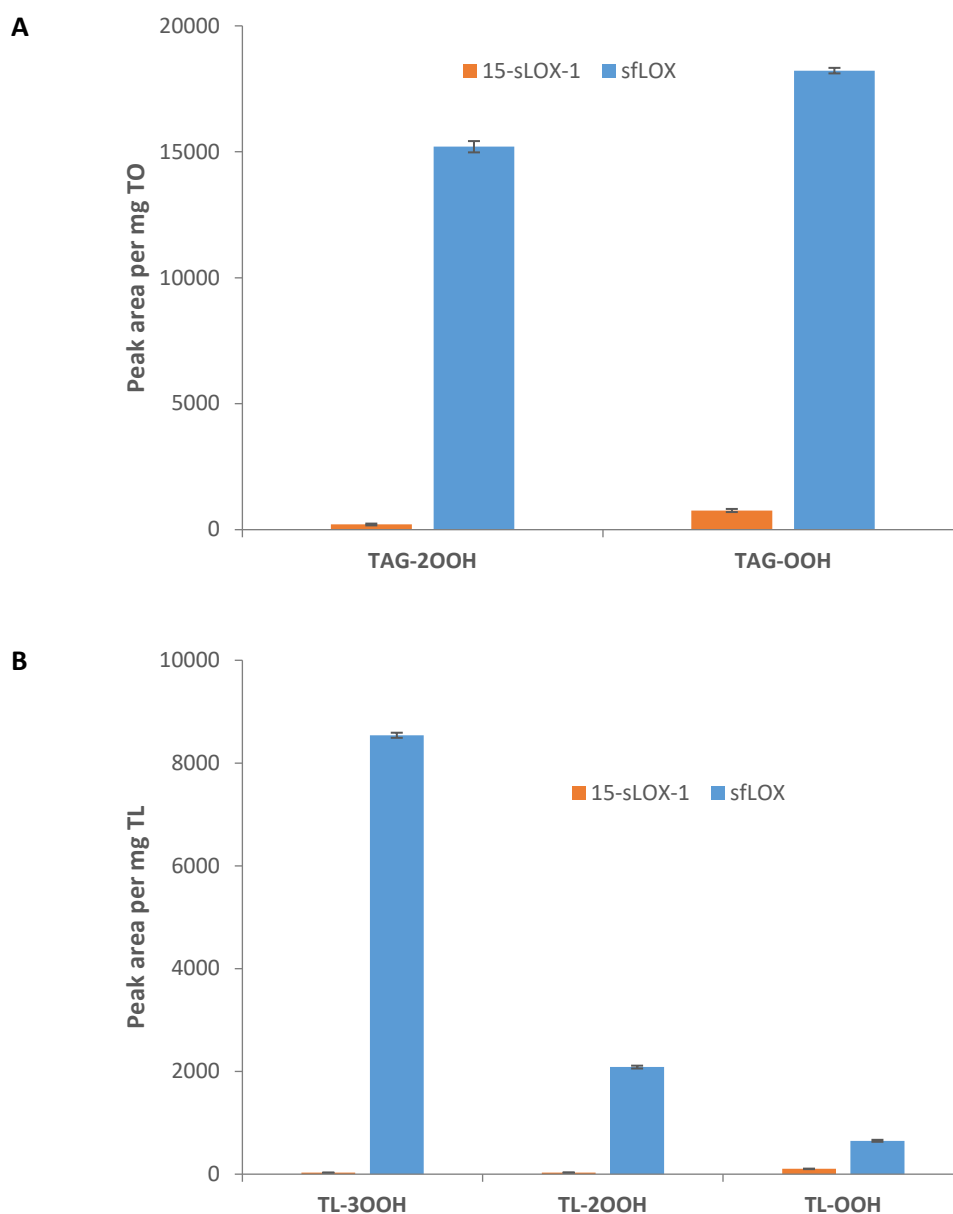 A
20000
15-sLOX-1 sfLOX
15000
10000
5000
0
Peak area per mg TO
TAG-2OOH TAG-OOH
B
10000
8000
15-sLOX-1 sfLOX
6000
4000
2000
0
Peak area per mg TL
TL-3OOH TL-2OOH TL-OOH